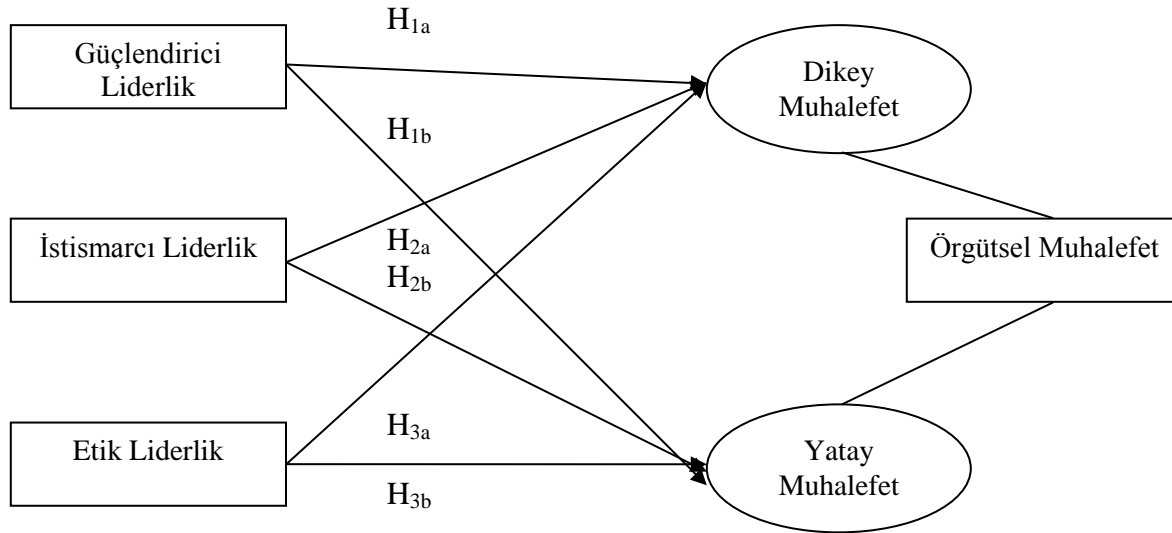 H1a
Güçlendirici
Liderlik
Dikey
Muhalefet
H1b
İstismarcı Liderlik
H2a
H2b
Örgütsel Muhalefet
Etik Liderlik
H3a
H3b
Yatay
Muhalefet